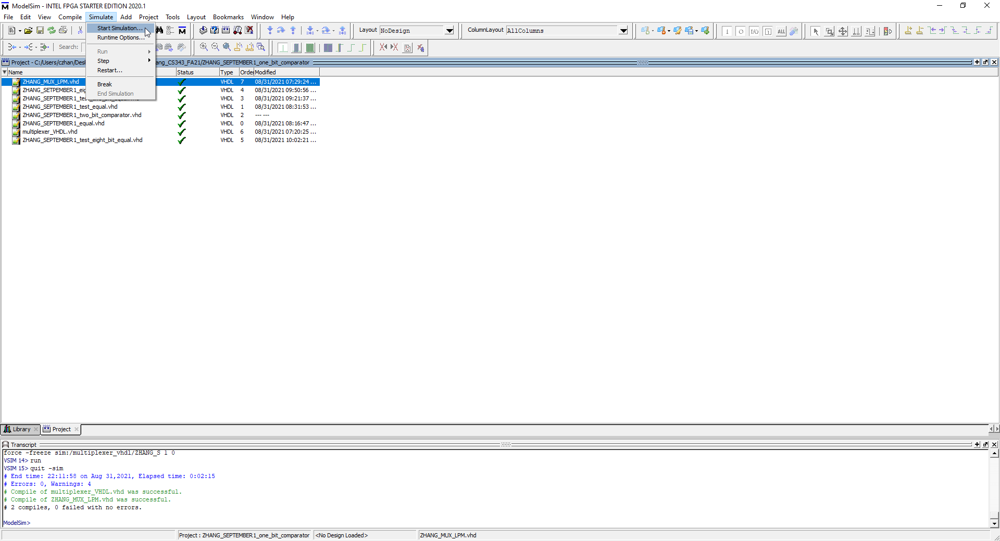 ModelSim - INTEL FPGA STARTER EDITION 2020.1
File Edit View Compile Simulate Add Project Tools Layout Bookmarks Window Help
Start Simulation...
Runtime Options...
Run
Step
Restart...
Break
End Simulation
Layout NoDesign
ColumnLayout AllColumns
Search:
Project - C:/Users/czhan/Des ang_CS343_FA21/ZHANG_SEPTEMBER1_one_bit_comparator
Name Status Type Order Modified
ZHANG_MUX_LPM.vhd VHDL 7 08/31/2021 07:29:24 ...
ZHANG_SETPEMBER1_eig VHDL 4 08/31/2021 09:50:56 ...
ZHANG_SEPTEMBER1_tes VHDL 3 08/31/2021 09:21:37 ...
ZHANG_SEPTEMBER1_test_equal.vhd VHDL 1 08/31/2021 08:31:53 ...
ZHANG_SEPTEMBER1_two_bit_comparator.vhd VHDL 2 --- ---
ZHANG_SEPTEMBER1_equal.vhd VHDL 0 08/31/2021 08:16:47 ...
multiplexer_VHDL.vhd VHDL 6 08/31/2021 07:20:25 ...
ZHANG_SEPTEMBER1_test_eight_bit_equal.vhd VHDL 5 08/31/2021 10:02:21 ...
Library Project
Transcript
force -freeze sim:/multiplexer_vhdl/ZHANG_S 1 0
VSIM 14> run
VSIM 15> quit -sim
# End time: 22:11:58 on Aug 31,2021, Elapsed time: 0:02:15
# Errors: 0, Warnings: 4
# Compile of multiplexer_VHDL.vhd was successful.
# Compile of ZHANG_MUX_LPM.vhd was successful.
# 2 compiles, 0 failed with no errors.
ModelSim>
Project : ZHANG_SEPTEMBER1_one_bit_comparator <No Design Loaded> ZHANG_MUX_LPM.vhd